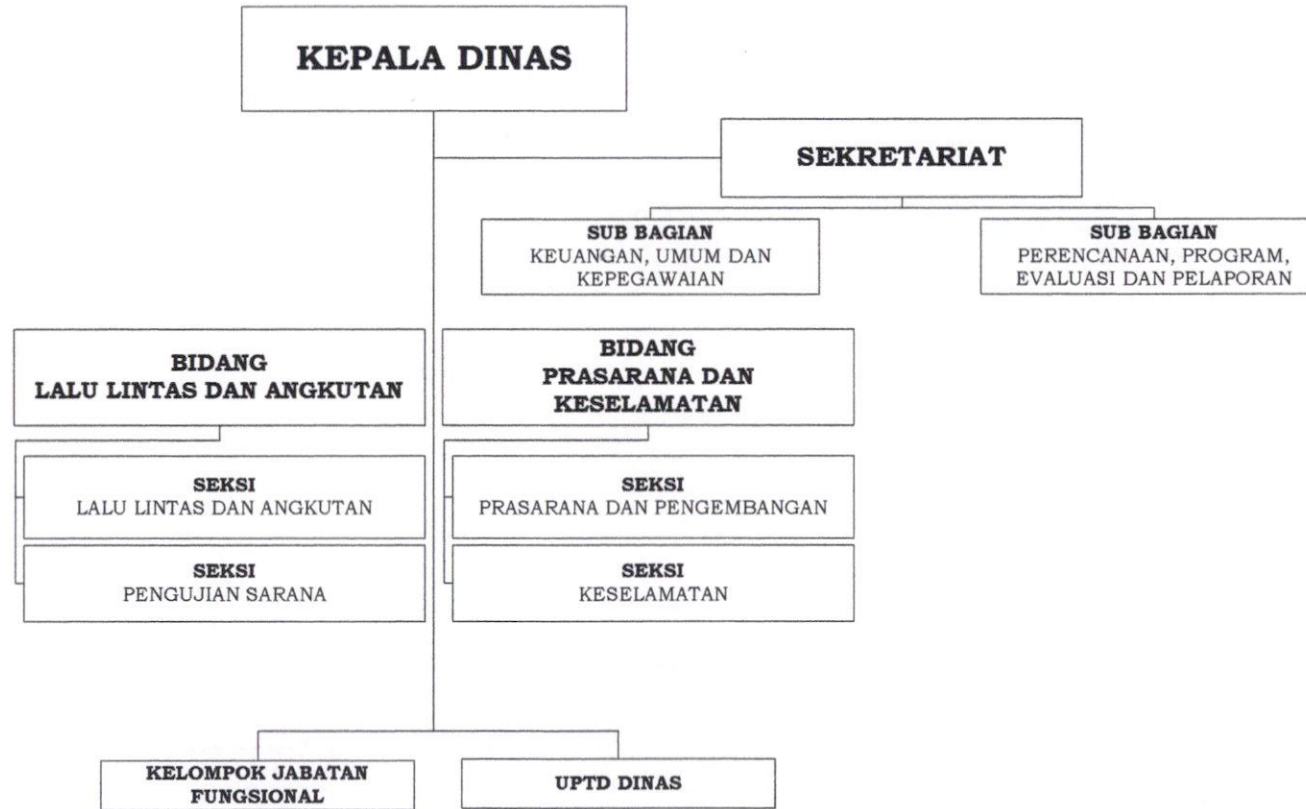 KEPALA DINAS
SEKRETARIAT
SUB BAGIAN
KEUANGAN, UMUM DAN
KEPEGAWAIAN
SUB BAGIAN
PERENCANAAN, PROGRAM,
EVALUASI DAN PELAPORAN
BIDANG
LALU LINTAS DAN ANGKUTAN
BIDANG
PRASARANA DAN
KESELAMATAN
SEKSI
LALU LINTAS DAN ANGKUTAN
SEKSI
PRASARANA DAN PENGEMBANGAN
SEKSI
PENGUJIAN SARANA
SEKSI
KESELAMATAN
KELOMPOK JABATAN
FUNGSIONAL
UPTD DINAS